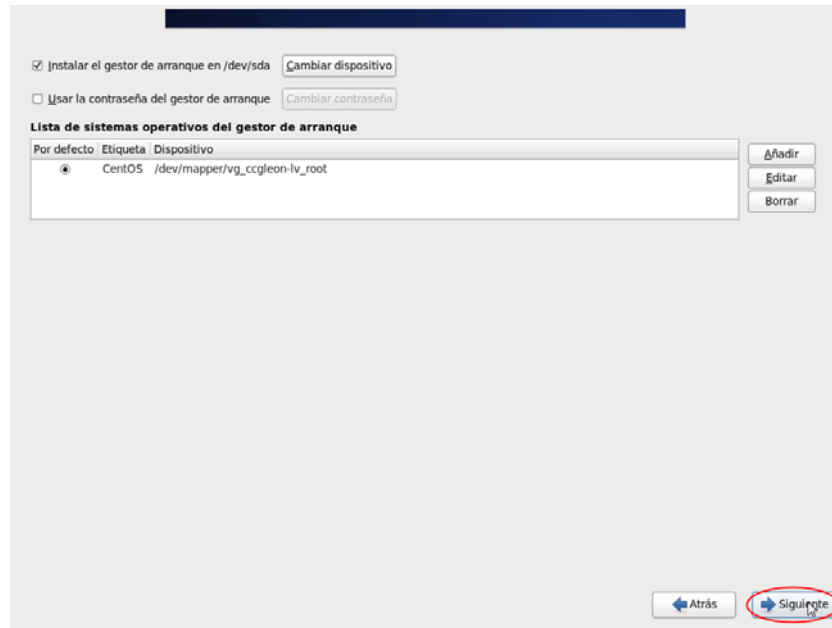 Instalar el gestor de arranque en /dev/sda Cambiar dispositivo
Usar la contraseña del gestor de arranque Cambiar contraseña
Lista de sistemas operativos del gestor de arranque
Por defecto Etiqueta Dispositivo
CentOS /dev/mapper/vg_ccgleon-lv_root
Añadir
Editar
Borrar
Atrás Siguiente